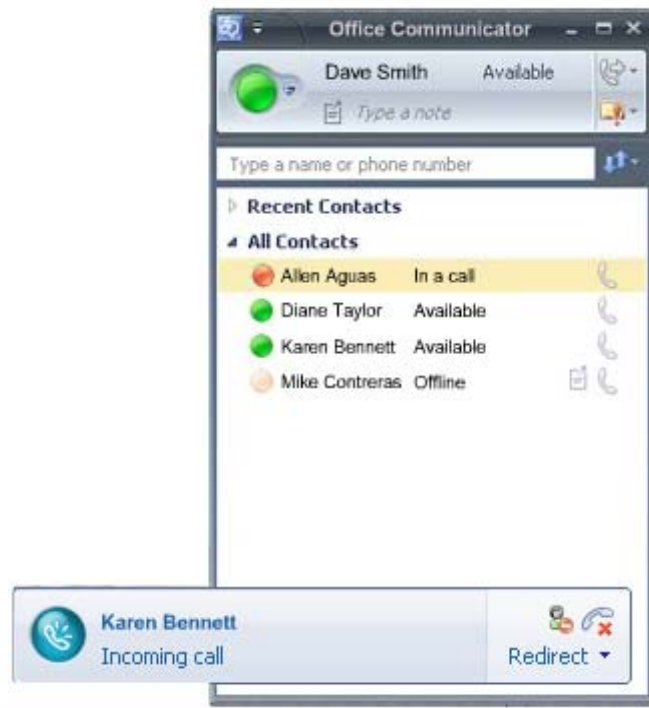 Office Communicator
Dave Smith Available
Type a note
Type a name or phone number
Recent Contacts
All Contacts
Allen Aguas In a call
Diane Taylor Available
Karen Bennett Available
Mike Contreras Offline
Karen Bennett
Incoming call
Redirect